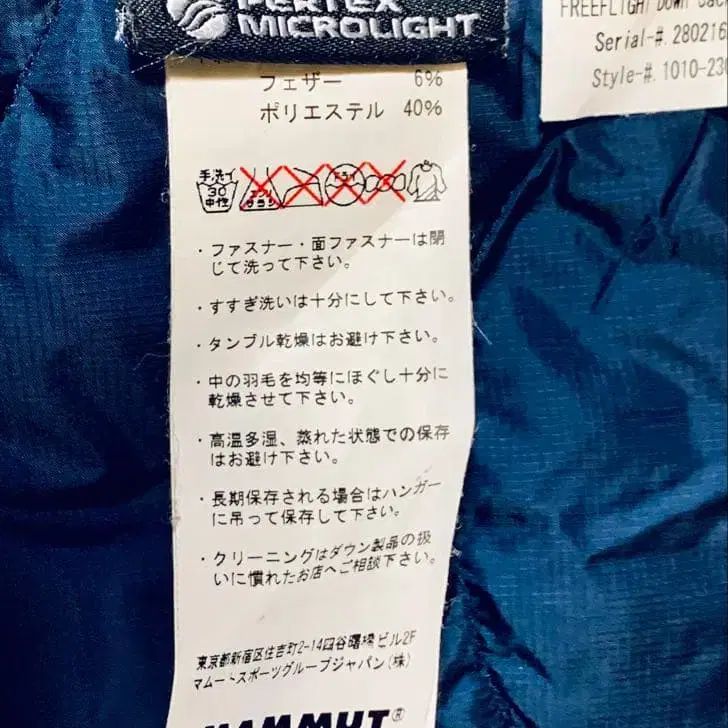 PERTEX
MICROLIGHT
FREEFLIGHT Down
Serial-#. 280216
Style-#. 1010-23
フェザー 6%
ポリエステル 40%
手洗イ
30
中性
エンソ
サラシ
ドライ
・ファスナー・面ファスナーは閉
じて洗って下さい。
・すすぎ洗いは十分にして下さい。
・タンブル乾燥はお避け下さい。
・中の羽毛を均等にほぐし十分に
乾燥させて下さい。
・高温多湿、蒸れた状態での保存
はお避け下さい。
・長期保存される場合はハンガー
に吊って保存して下さい。
・クリーニングはダウン製品の扱
いに慣れたお店へご相談下さい。
東京都新宿区住吉町2-14四谷曙橋ビル2F
マムートスポーツグループジャパン(株)
MAMMUT®